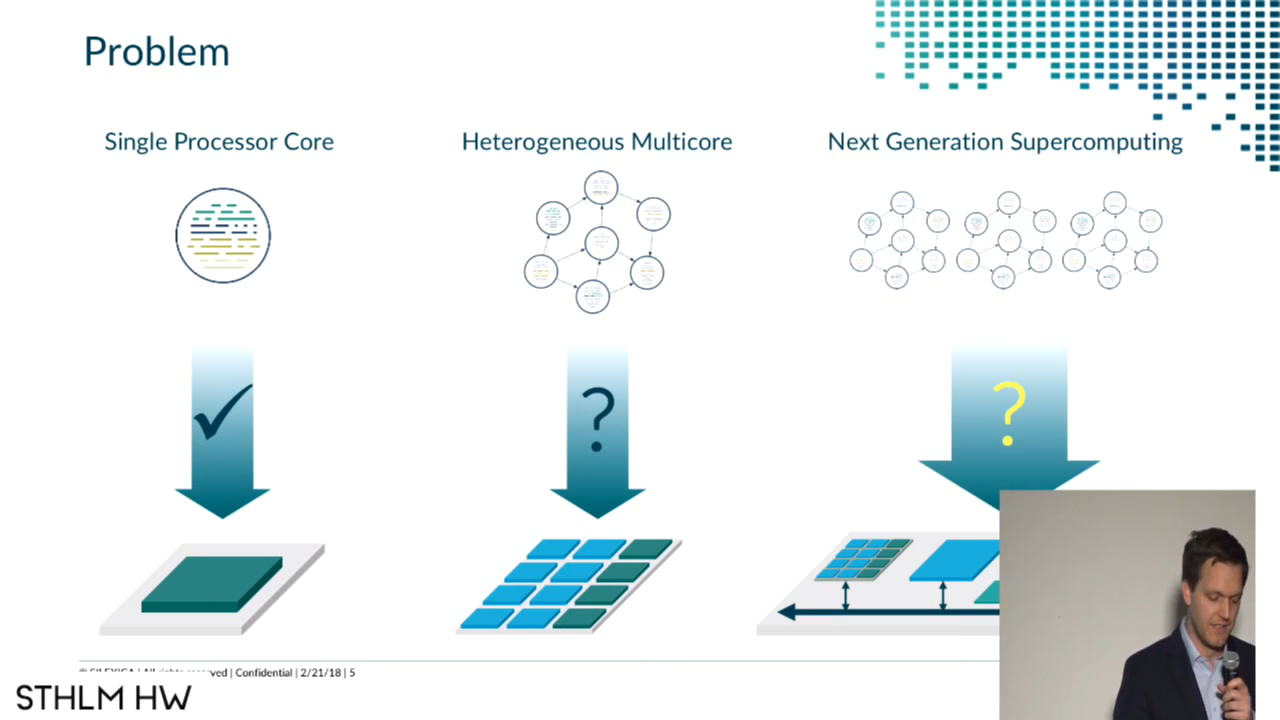 Problem
Single Processor Core
Heterogeneous Multicore
Next Generation Supercomputing
?
?
© SILEXICA | All rights reserved | Confidential | 2/21/18 | 5
STHLM HW